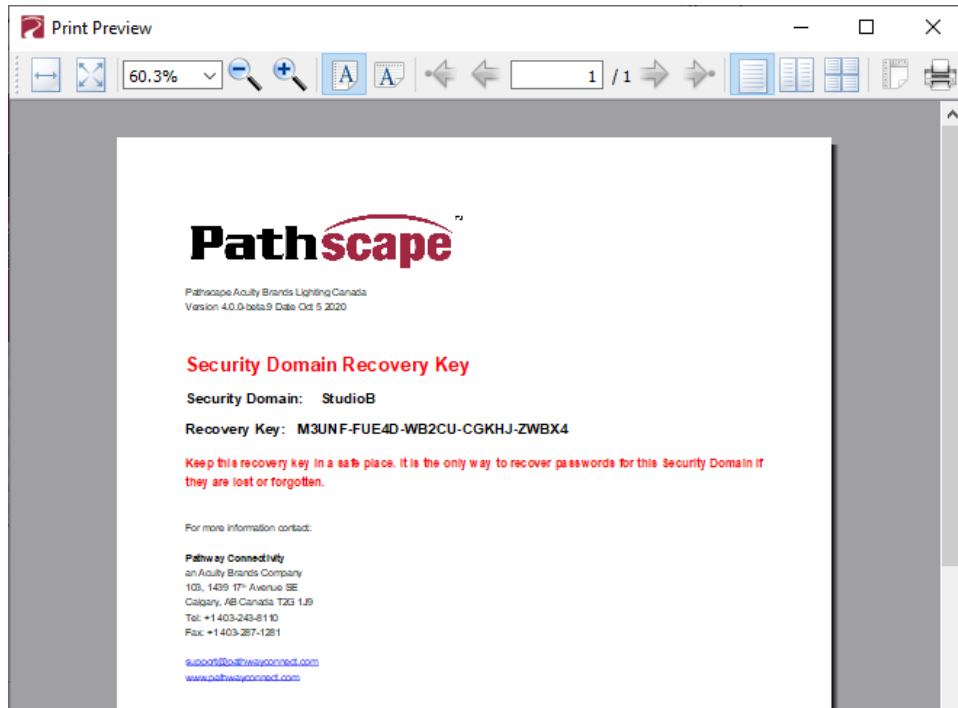 Print Preview
60.3%
1 / 1
Pathscape
Pathscape Acuity Brands Lighting Canada
Version 4.0.0-beta.9 Date Oct 5 2020
Security Domain Recovery Key
Security Domain: StudioB
Recovery Key: M3UNF-FUE4D-WB2CU-CGKHJ-ZWBX4
Keep this recovery key in a safe place. It is the only way to recover passwords for this Security Domain if
they are lost or forgotten.
For more information contact:
Pathway Connectivity
an Acuity Brands Company
103, 1439 17th Avenue SE
Calgary, AB Canada T2G 1J9
Tel: +1 403-243-8110
Fax: +1 403-287-1281
support@pathwayconnect.com
www.pathwayconnect.com